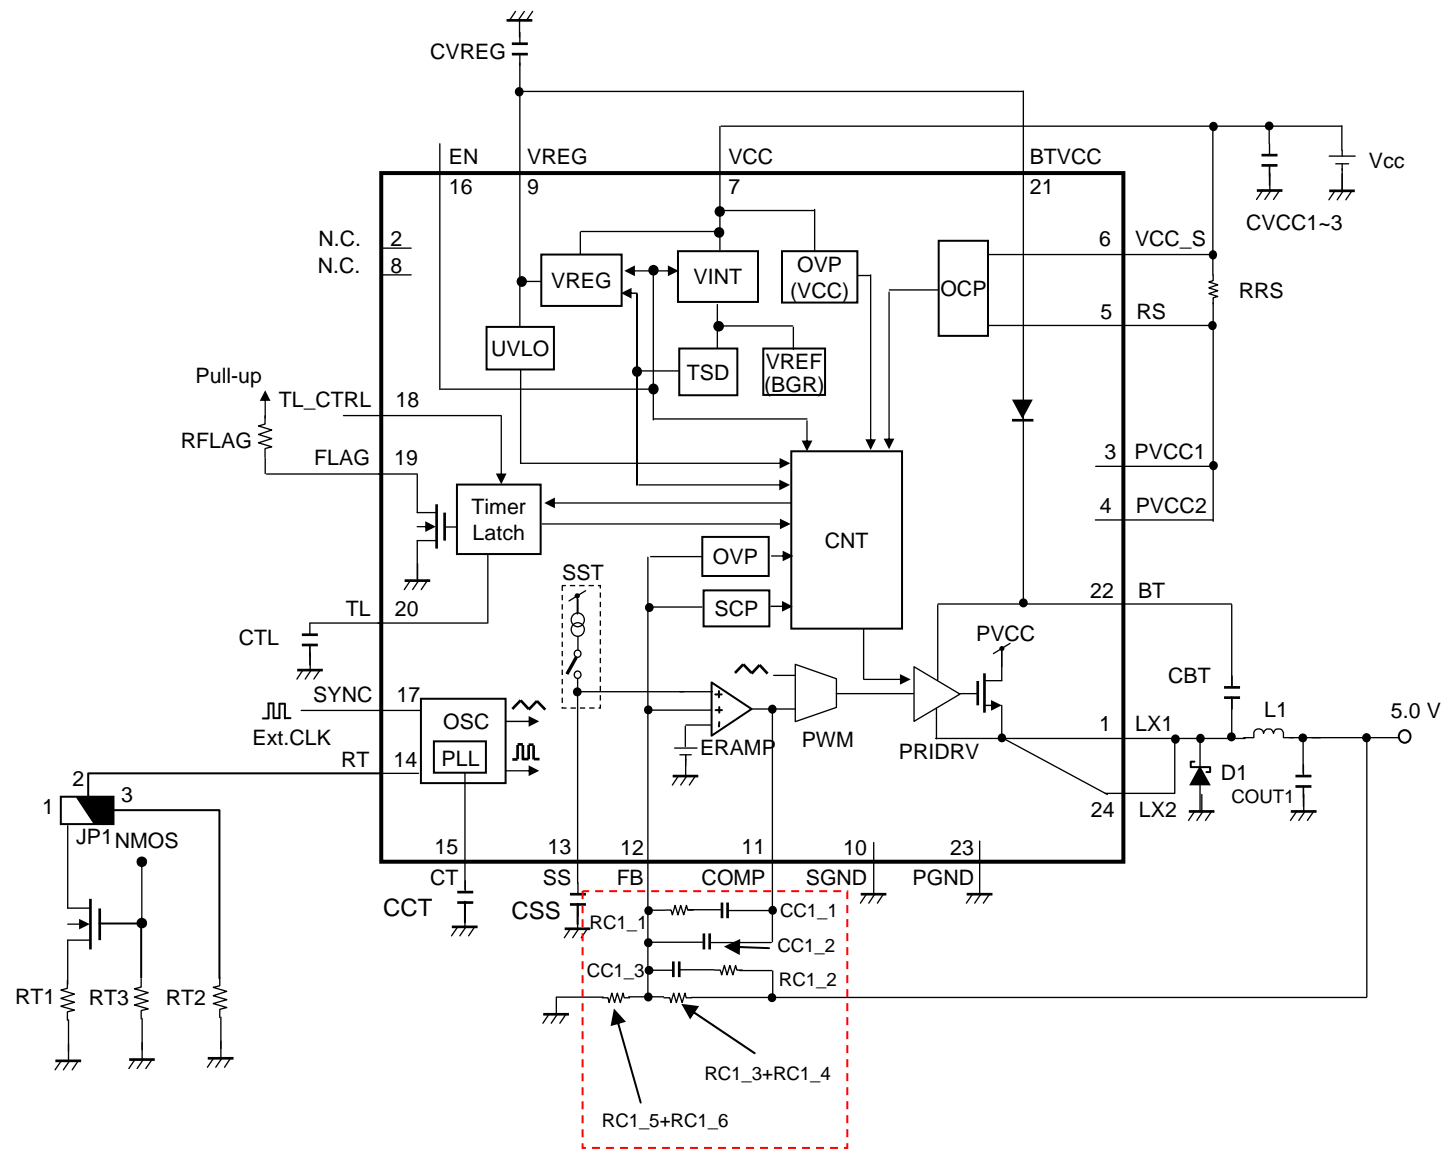 CVREG
EN
VREG
VCC
BTVCC
16
9
7
21
Vcc
CVCC1~3
N.C. 2
N.C. 8
6 VCC_S
VREG
VINT
OVP
(VCC)
OCP
RRS
5 RS
UVLO
TSD
VREF
(BGR)
Pull-up
TL_CTRL 18
RFLAG
FLAG 19
3 PVCC1
4 PVCC2
Timer
Latch
CNT
OVP
SST
SCP
22 BT
TL 20
CTL
PVCC
CBT
SYNC 17
Ext.CLK
OSC
PLL
RT 14
ERAMP
PWM
PRIDRV
1 LX1
L1
5.0 V
D1
COUT1
24 LX2
2
1
3
JP1
NMOS
15
13
12
11
10
23
CT
SS
FB
COMP
SGND
PGND
CCT
CSS
RC1_1
CC1_1
CC1_2
CC1_3
RC1_2
RT1
RT3
RT2
RC1_3+RC1_4
RC1_5+RC1_6